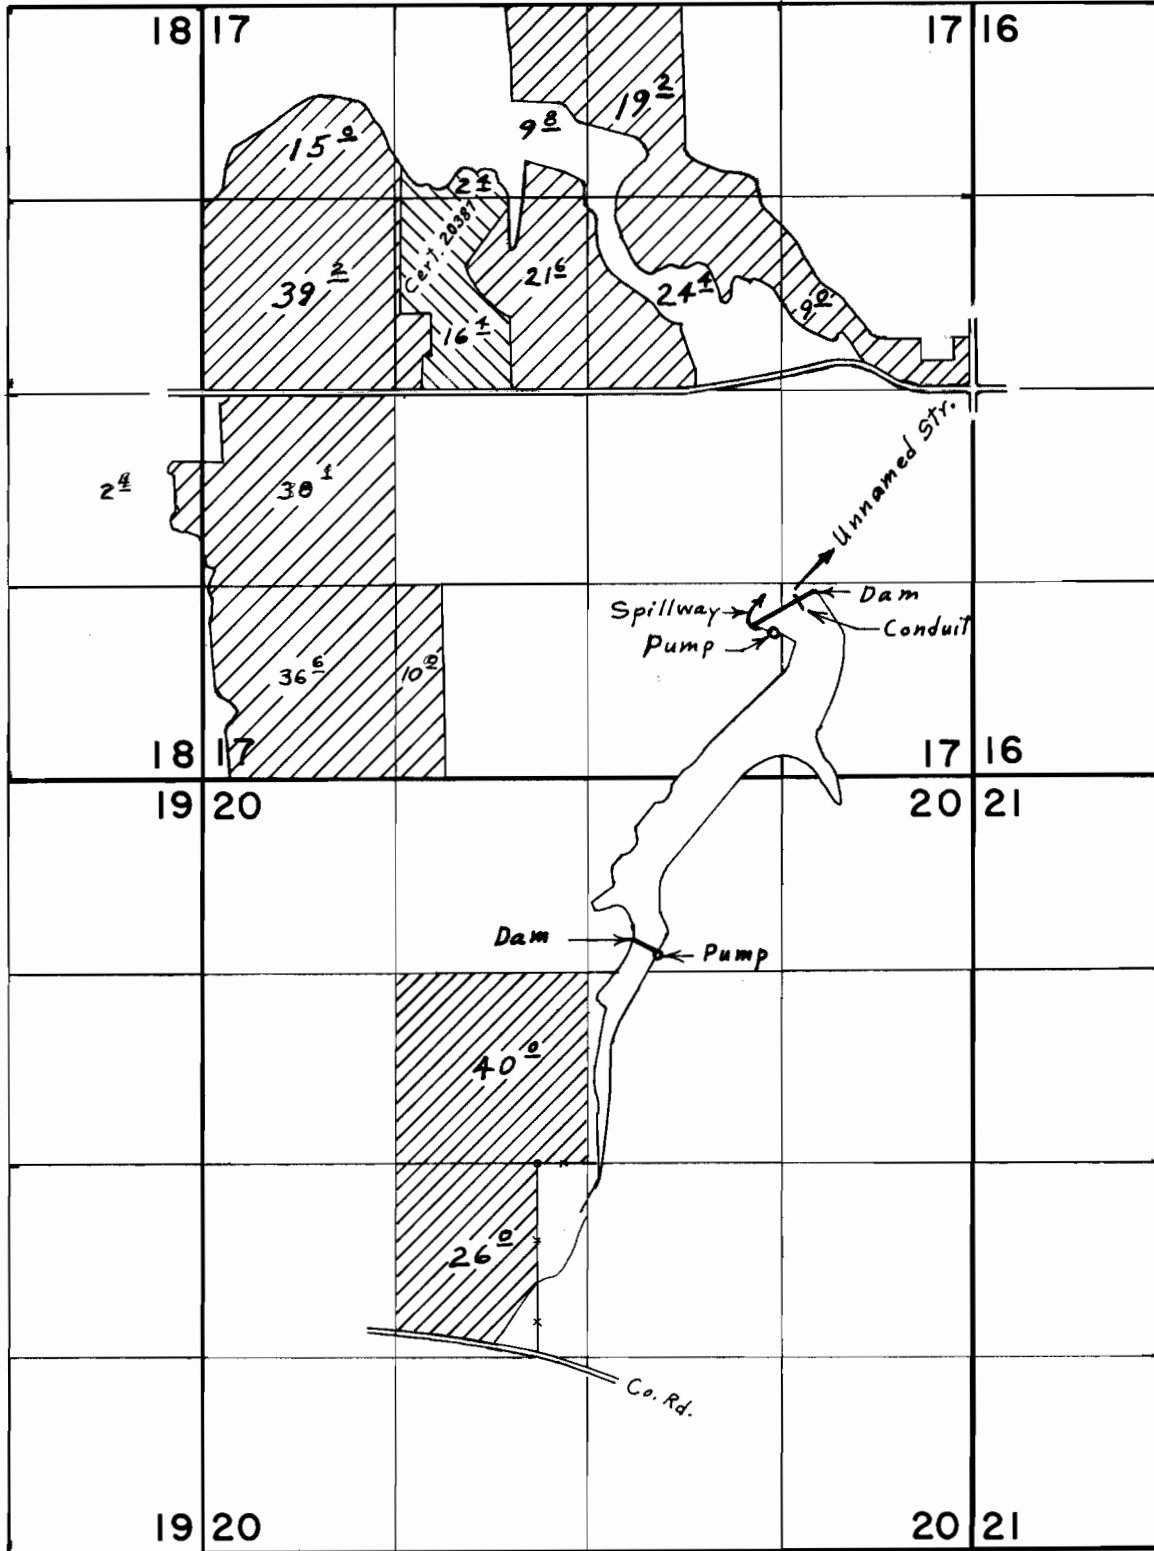 18 17
17 16
19 2
9 8
15 0
2 4
Cert. 20387
39 2
21 6
24 4
9 0
16 4
Unnamed Str.
2 4
38 1
Dam
Spillway
Conduit
Pump
36 6
10 0
18 17
17 16
19 20
20 21
Dam
Pump
40 0
26 0
Co. Rd.
19 20
20 21